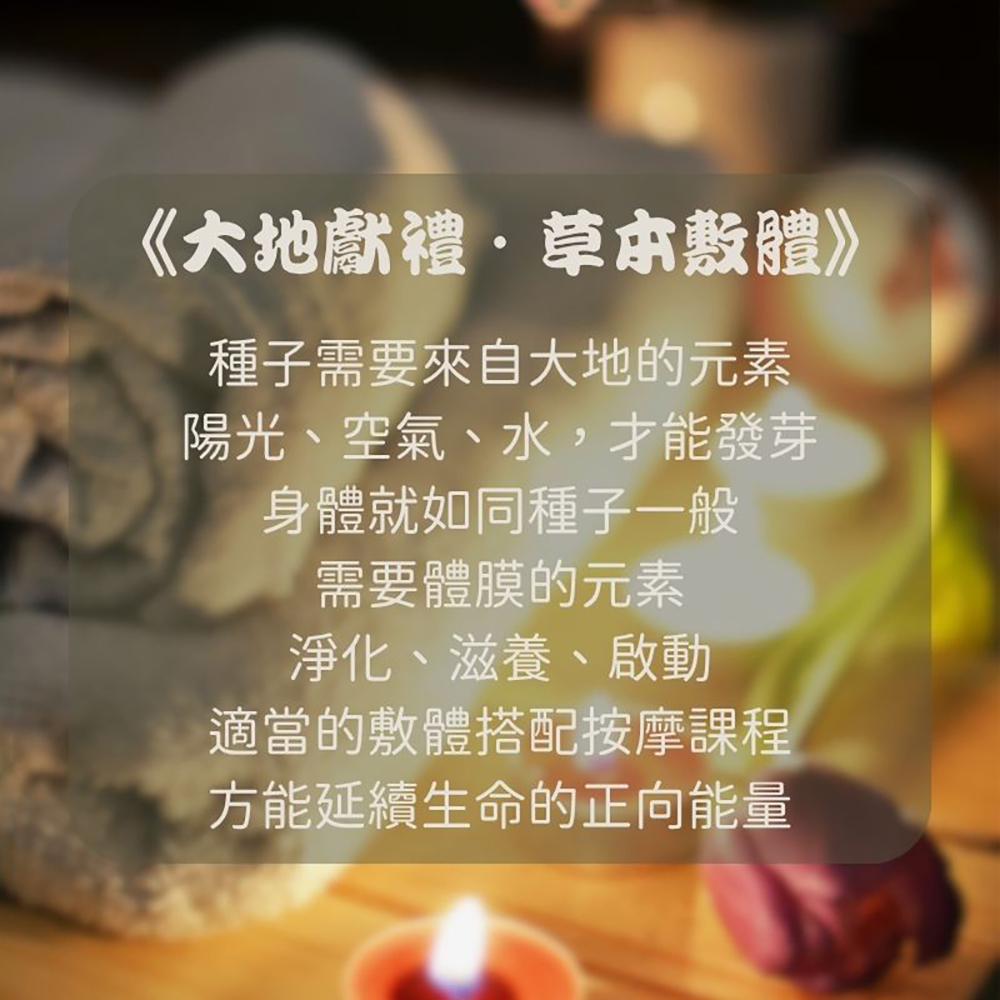 《大地獻禮·草本敷體》
種子需要來自大地的元素
陽光、空氣、水，才能發芽
身體就如同種子一般
需要體膜的元素
淨化、滋養、啟動
適當的敷體搭配按摩課程
方能延續生命的正向能量